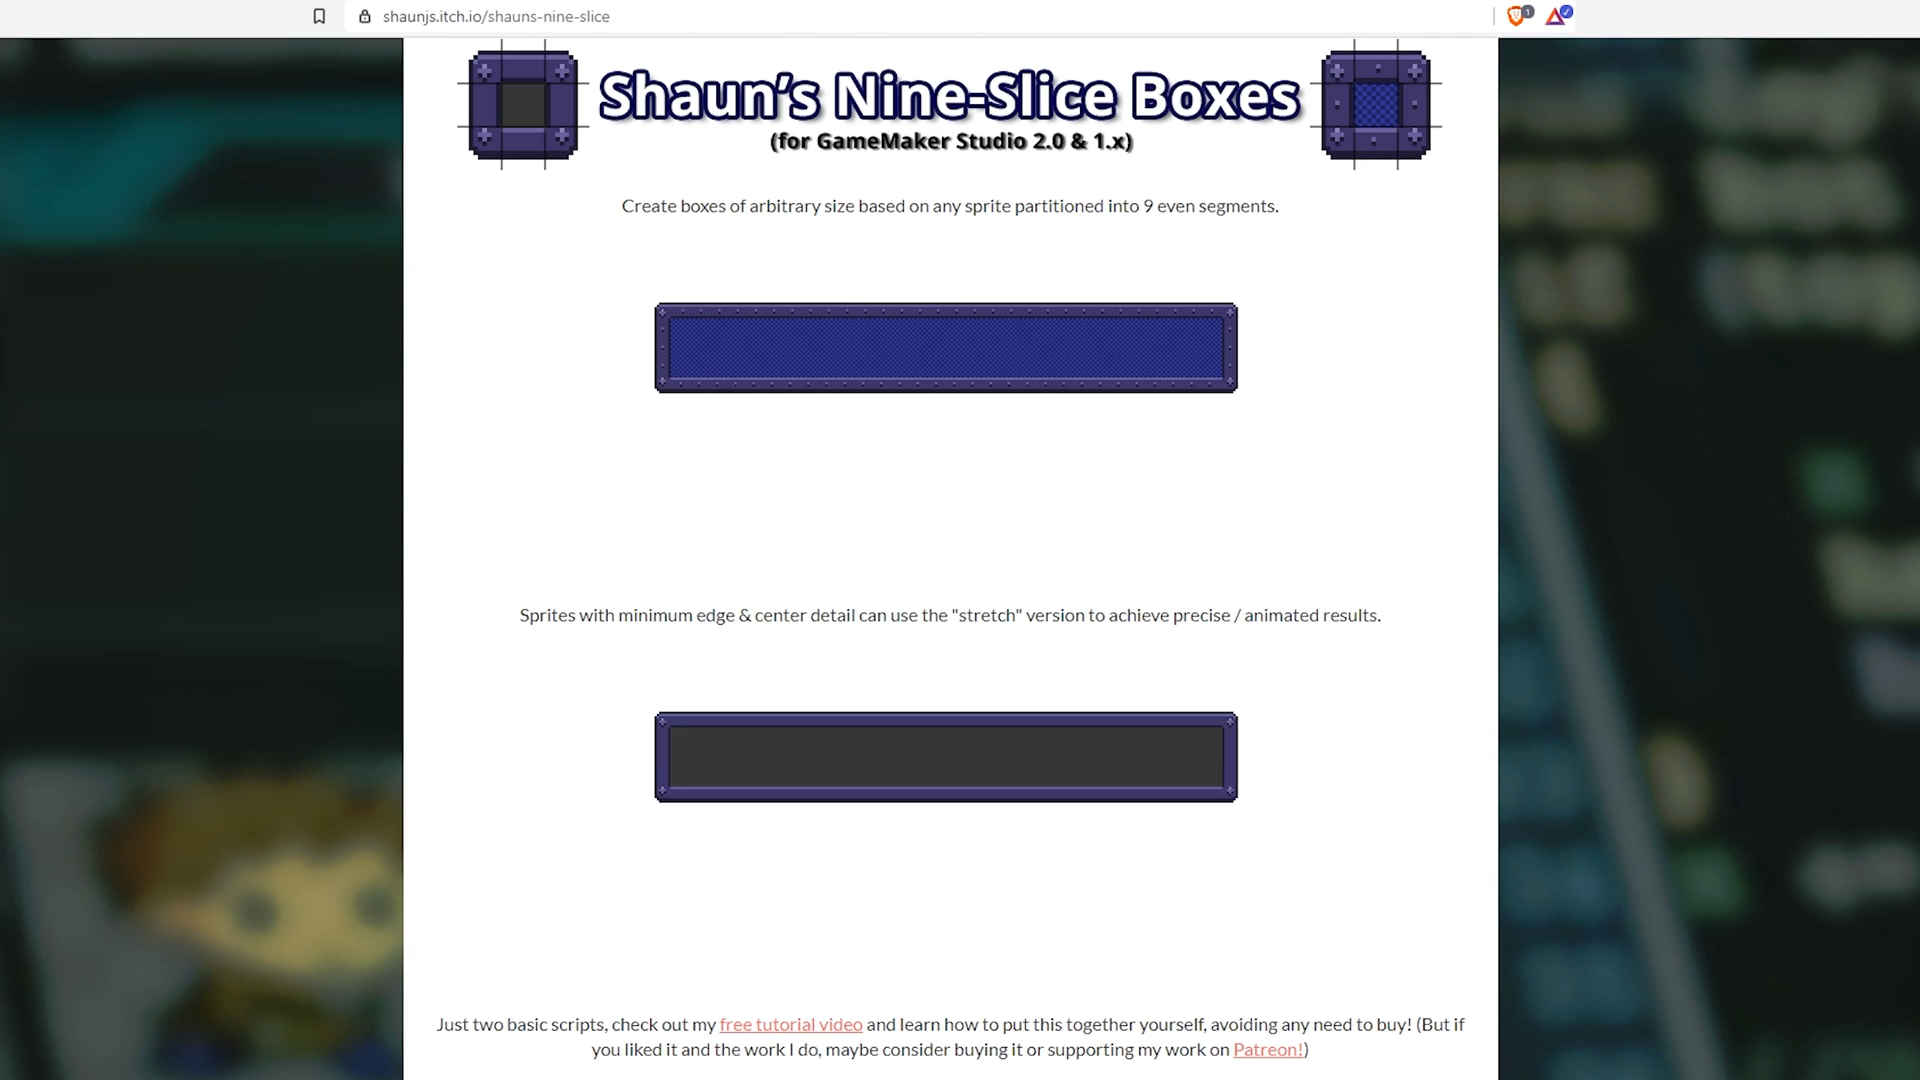 shaunjs.itch.io/shauns-nine-slice
1
Shaun's Nine-Slice Boxes
(for GameMaker Studio 2.0 & 1.x)
Create boxes of arbitrary size based on any sprite partitioned into 9 even segments.
Sprites with minimum edge & center detail can use the "stretch" version to achieve precise / animated results.
Just two basic scripts, check out my free tutorial video and learn how to put this together yourself, avoiding any need to buy! (But if
you liked it and the work I do, maybe consider buying it or supporting my work on Patreon!)